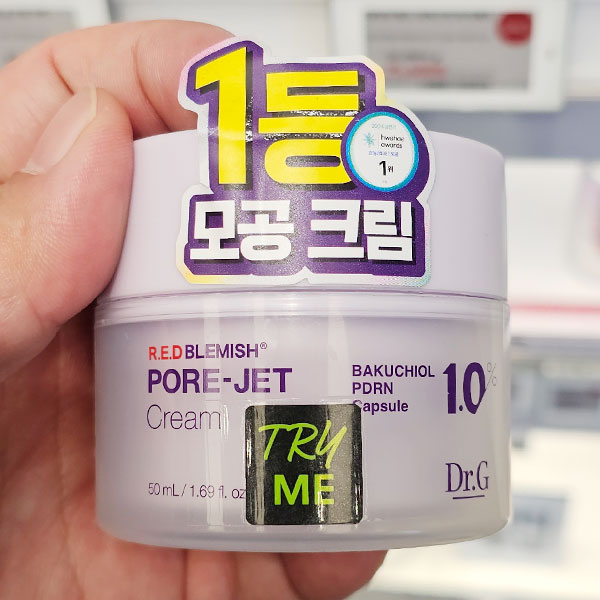 1등
hwahae
awards
1위
모공 크림
R.E.D BLEMISH®
PORE-JET
Cream
BAKUCHIOL
PDRN
Capsule
1.0%
TRY
ME
50 mL / 1.69 fl. oz
Dr.G